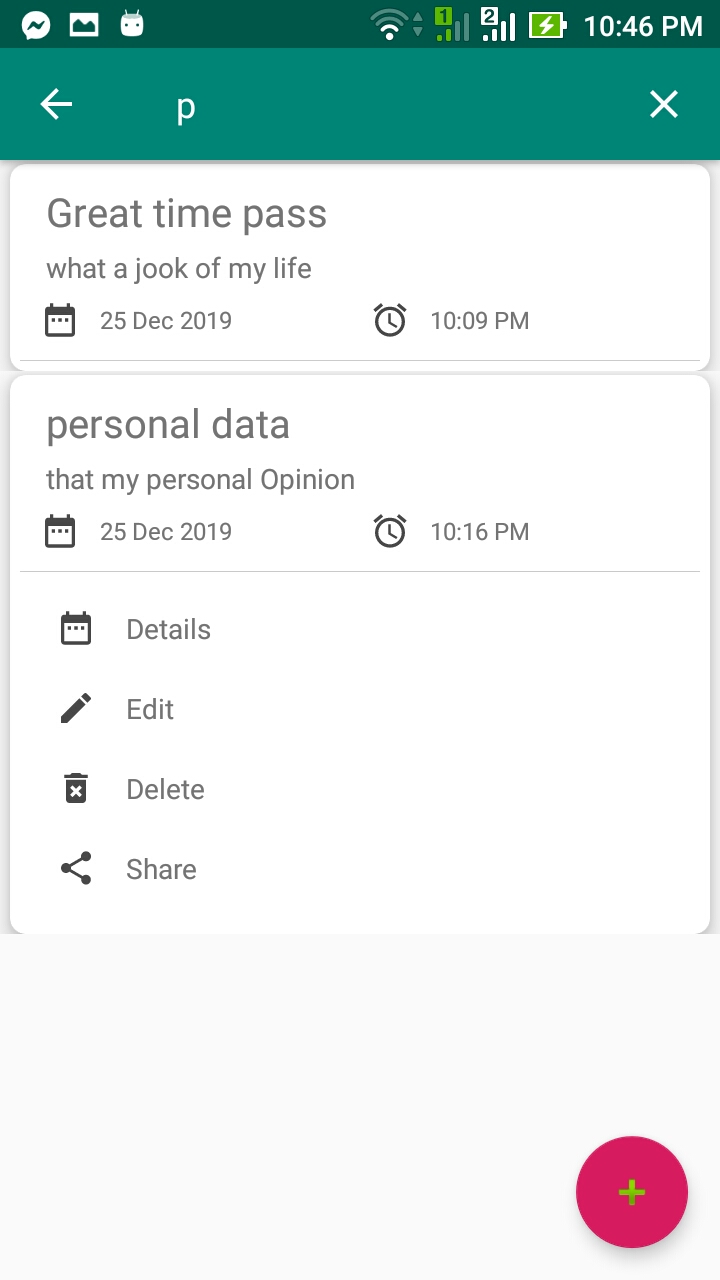 1 2 10:46 PM
p
Great time pass
what a jook of my life
25 Dec 2019 10:09 PM
personal data
that my personal Opinion
25 Dec 2019 10:16 PM
Details
Edit
Delete
Share
+